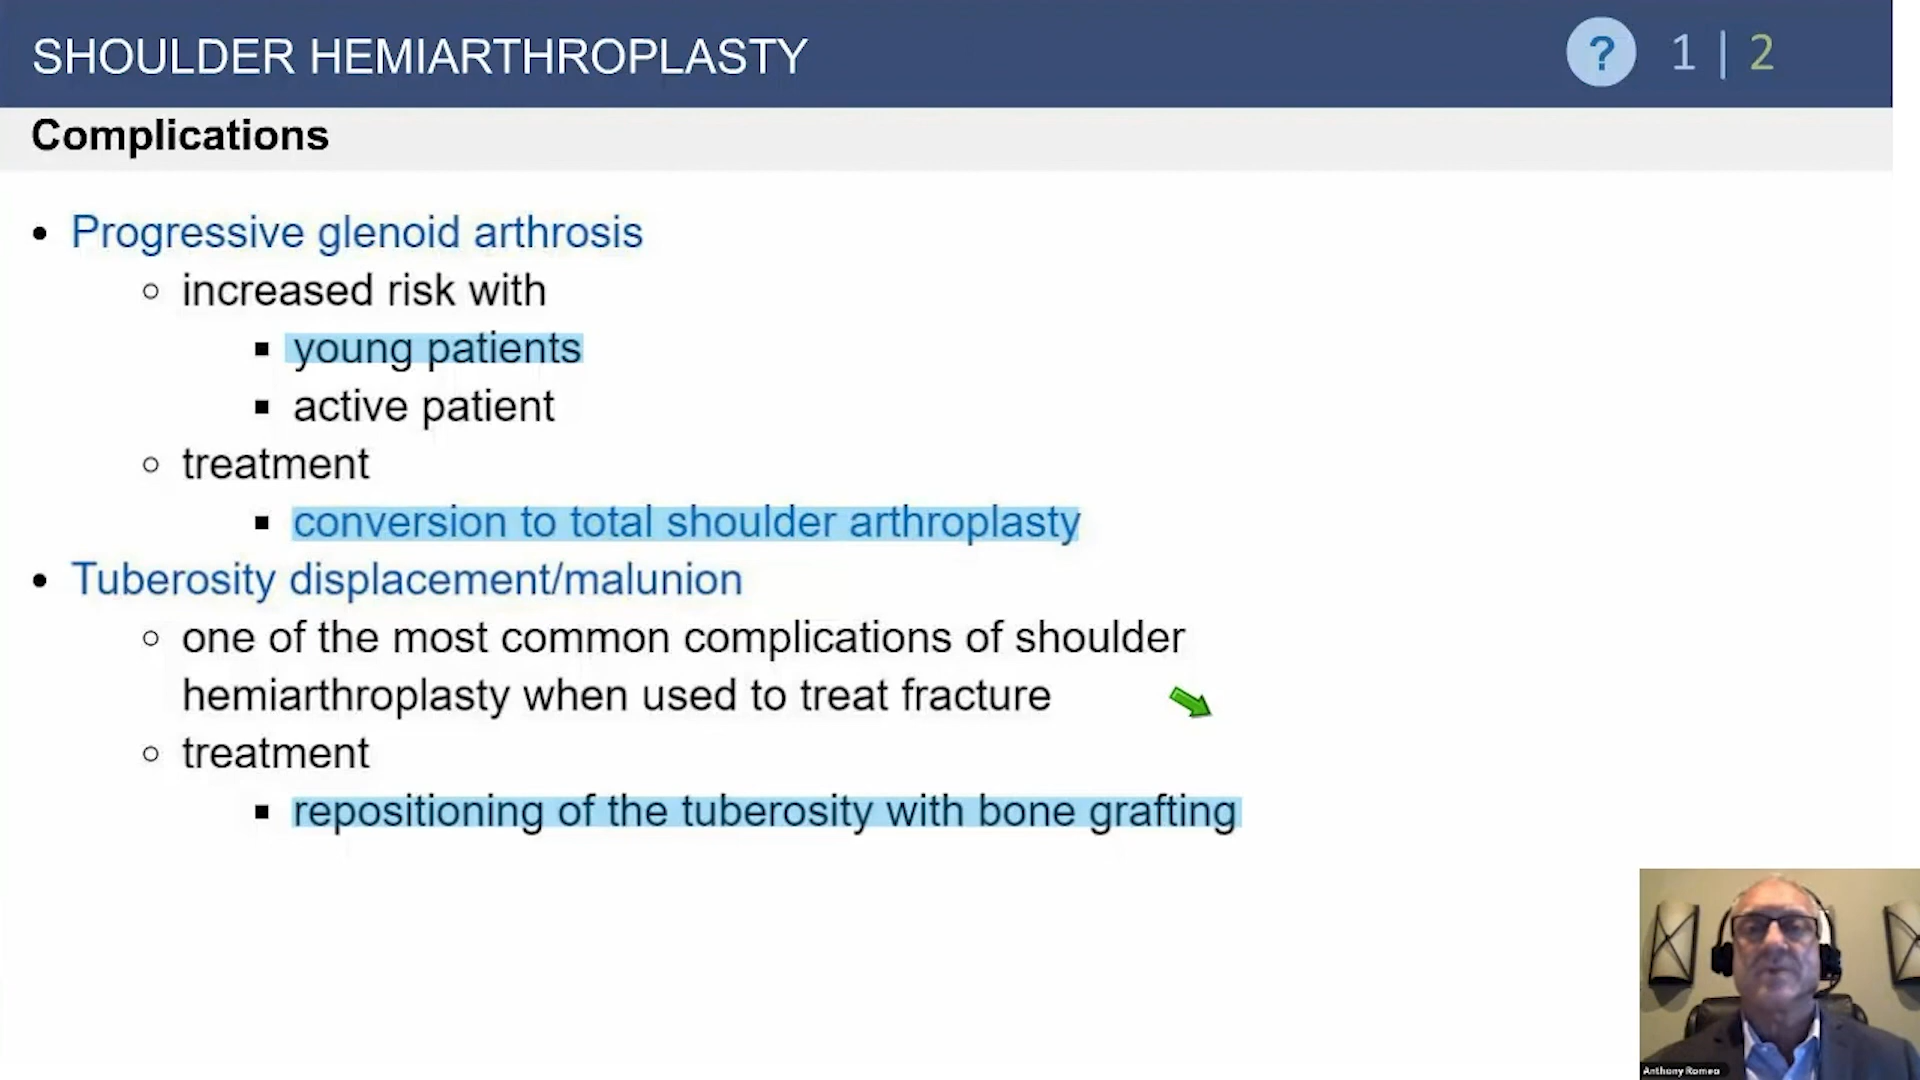 SHOULDER HEMIARTHROPLASTY
? 1 | 2
Complications
• Progressive glenoid arthrosis
○ increased risk with
▪ young patients
▪ active patient
○ treatment
▪ conversion to total shoulder arthroplasty
• Tuberosity displacement/malunion
○ one of the most common complications of shoulder
hemiarthroplasty when used to treat fracture
○ treatment
▪ repositioning of the tuberosity with bone grafting
Anthony Romeo